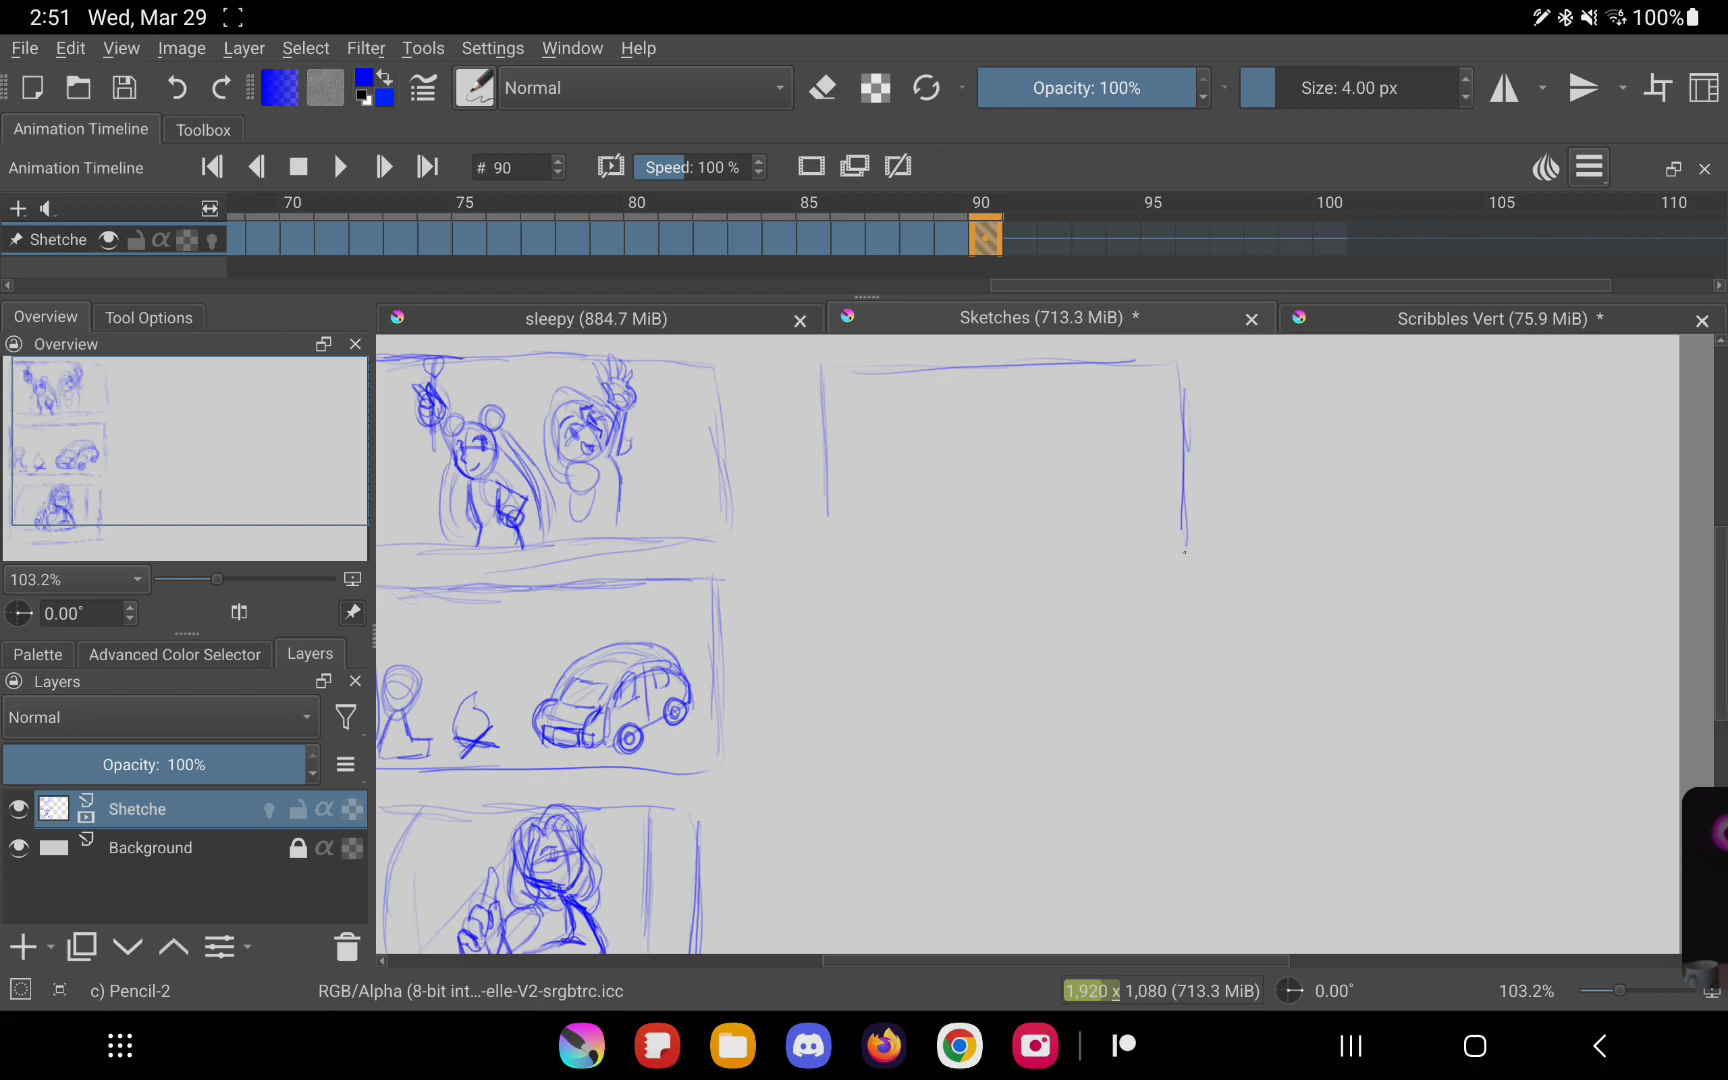 2:51 Wed, Mar 29 100%
File Edit View Image Layer Select Filter Tools Settings Window Help
Normal Opacity: 100% Size: 4.00 px
Animation Timeline Toolbox
Animation Timeline # 90 Speed: 100 %
70 75 80 85 90 95 100 105 110
Shetche
Overview Tool Options sleepy (884.7 MiB) Sketches (713.3 MiB) * Scribbles Vert (75.9 MiB) *
Overview
103.2%
0.00°
Palette Advanced Color Selector Layers
Layers
Normal
Opacity: 100%
Shetche
Background
c) Pencil-2 RGB/Alpha (8-bit int...-elle-V2-srgbtrc.icc 1,920 x 1,080 (713.3 MiB) 0.00° 103.2%